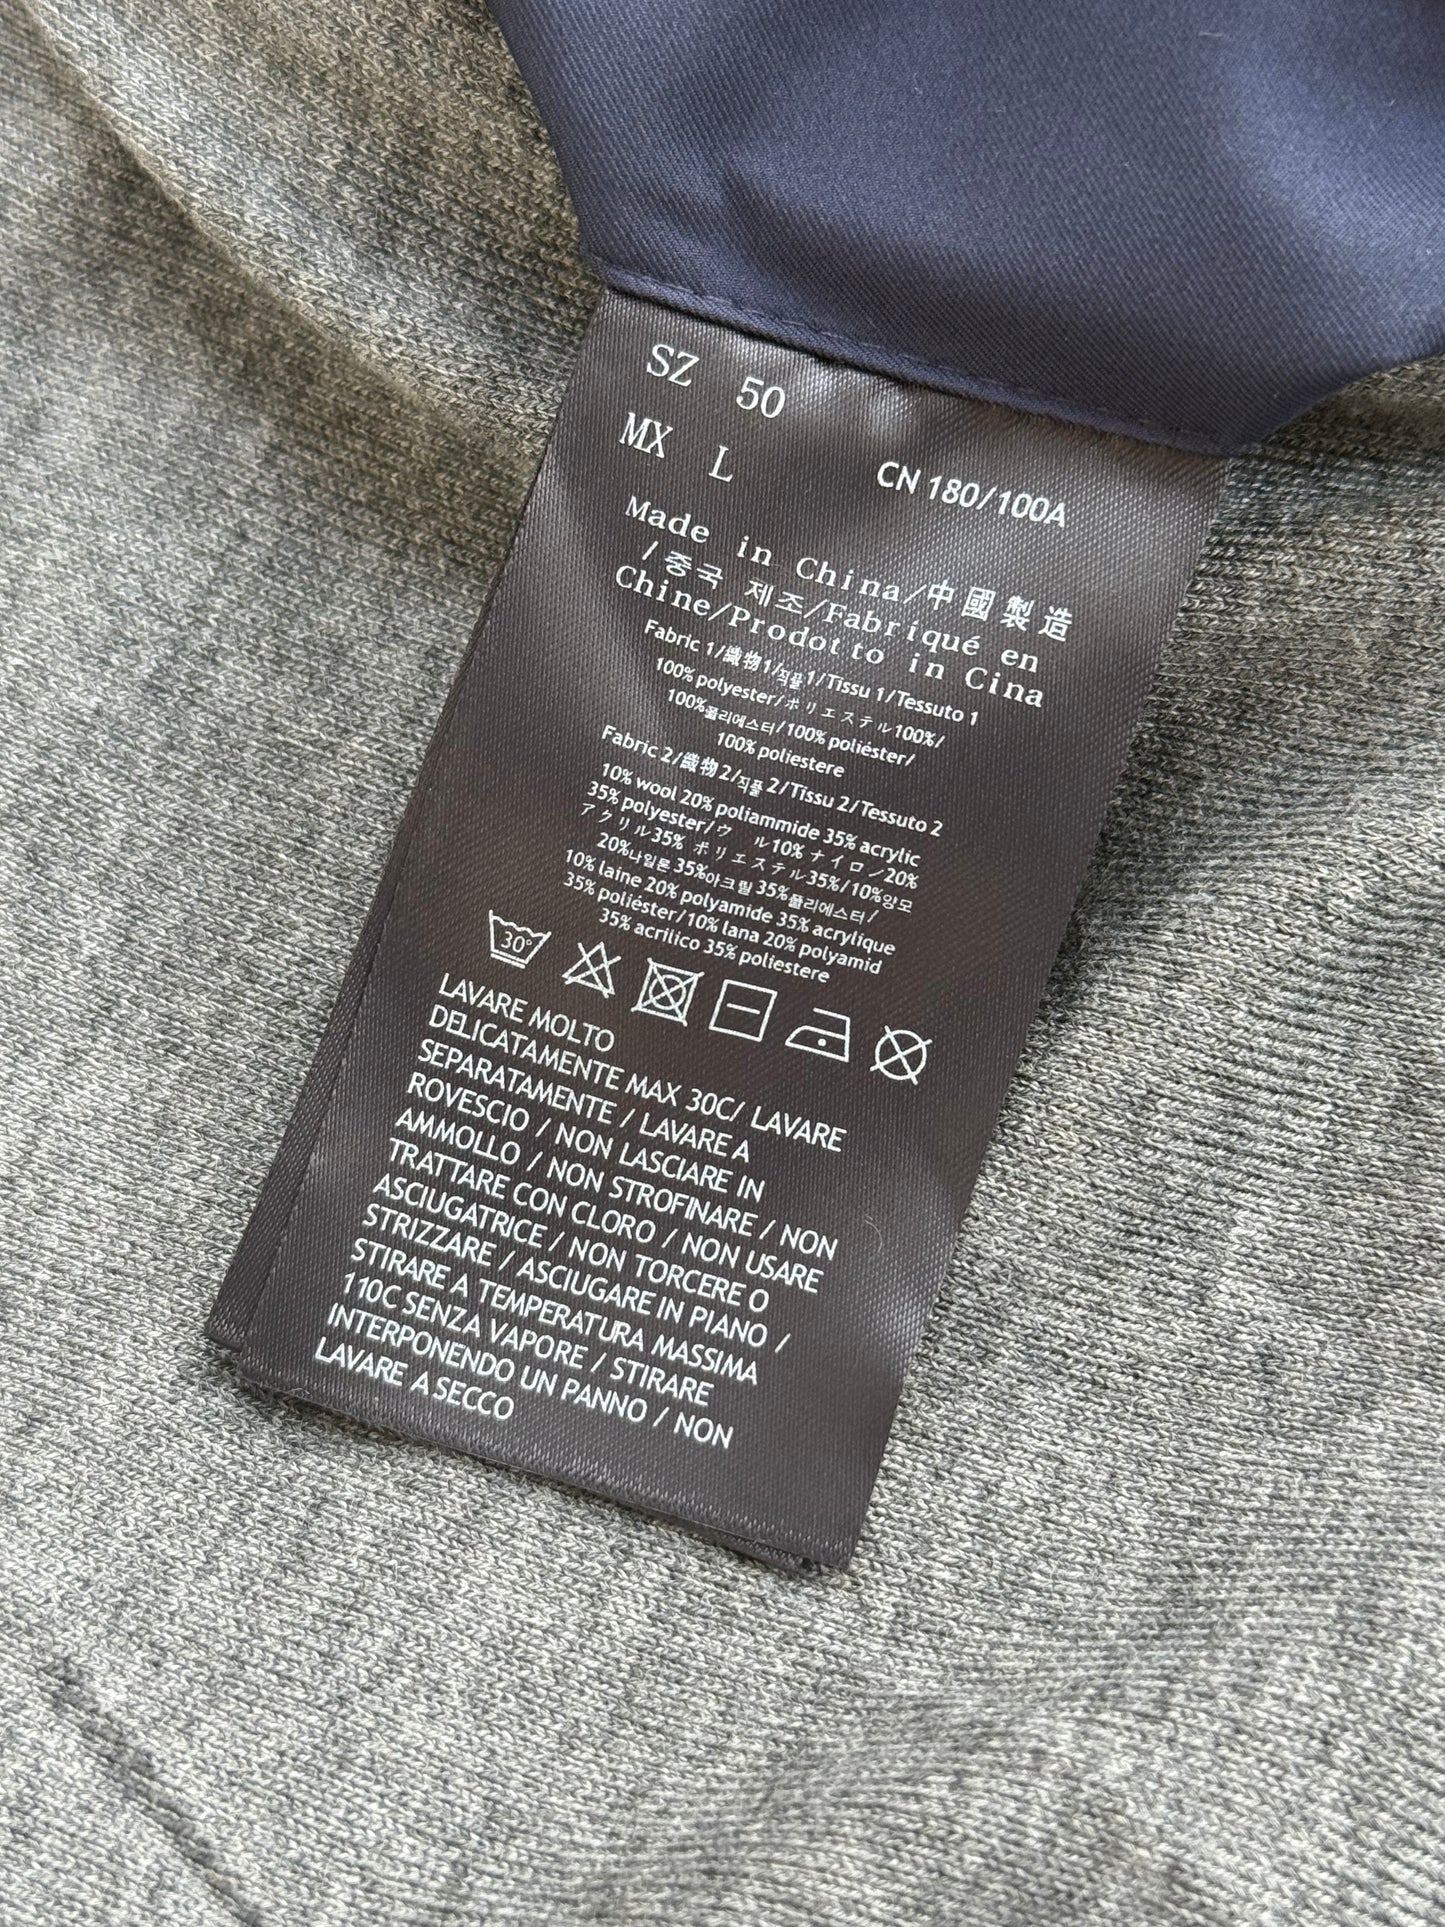 SZ 50
MX L
CN 180/100A
Made in China/中國製造
/중국 제조/Fabriqué en
Chine/Prodotto in Cina
Fabric 1/織物1/직물1/Tissu 1/Tessuto 1
100% polyester/ポリエステル100%/
100%폴리에스터/100% poliéster/
100% poliestere
Fabric 2/織物2/직물2/Tissu 2/Tessuto 2
10% wool 20% poliammide 35% acrylic
35% polyester/ウ ル10% ナイロン20%
アクリル35% ポリエステル35%/10%양모
20%나일론 35%아크릴 35%폴리에스터/
10% laine 20% polyamide 35% acrylique
35% poliéster/10% lana 20% polyamid
35% acrílico 35% poliestere
30°
LAVARE MOLTO
DELICATAMENTE MAX 30C/ LAVARE
SEPARATAMENTE / LAVARE A
ROVESCIO / NON LASCIARE IN
AMMOLLO / NON STROFINARE / NON
TRATTARE CON CLORO / NON USARE
ASCIUGATRICE / NON TORCERE O
STRIZZARE / ASCIUGARE IN PIANO /
STIRARE A TEMPERATURA MASSIMA
110C SENZA VAPORE / STIRARE
INTERPONENDO UN PANNO / NON
LAVARE A SECCO